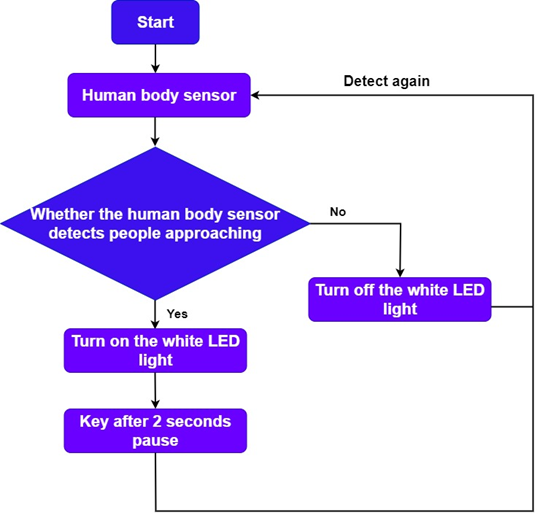 Start
Human body sensor
Detect again
Whether the human body sensor
detects people approaching
No
Turn off the white LED
light
Yes
Turn on the white LED
light
Key after 2 seconds
pause